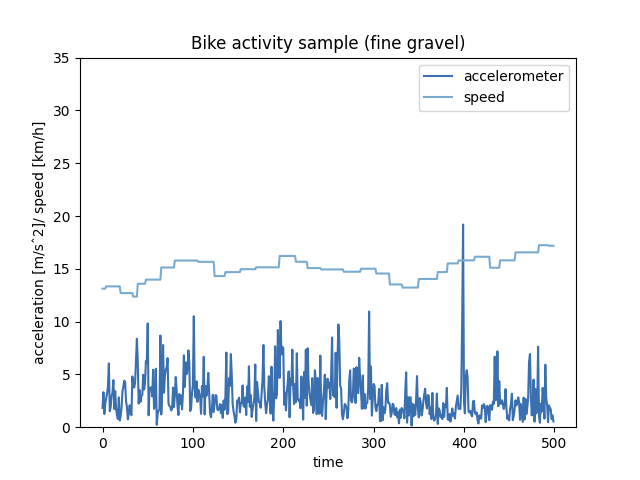 Bike activity sample (fine gravel)
accelerometer
speed
acceleration [m/s^2]/ speed [km/h]
35
30
25
20
15
10
5
0
0 100 200 300 400 500
time